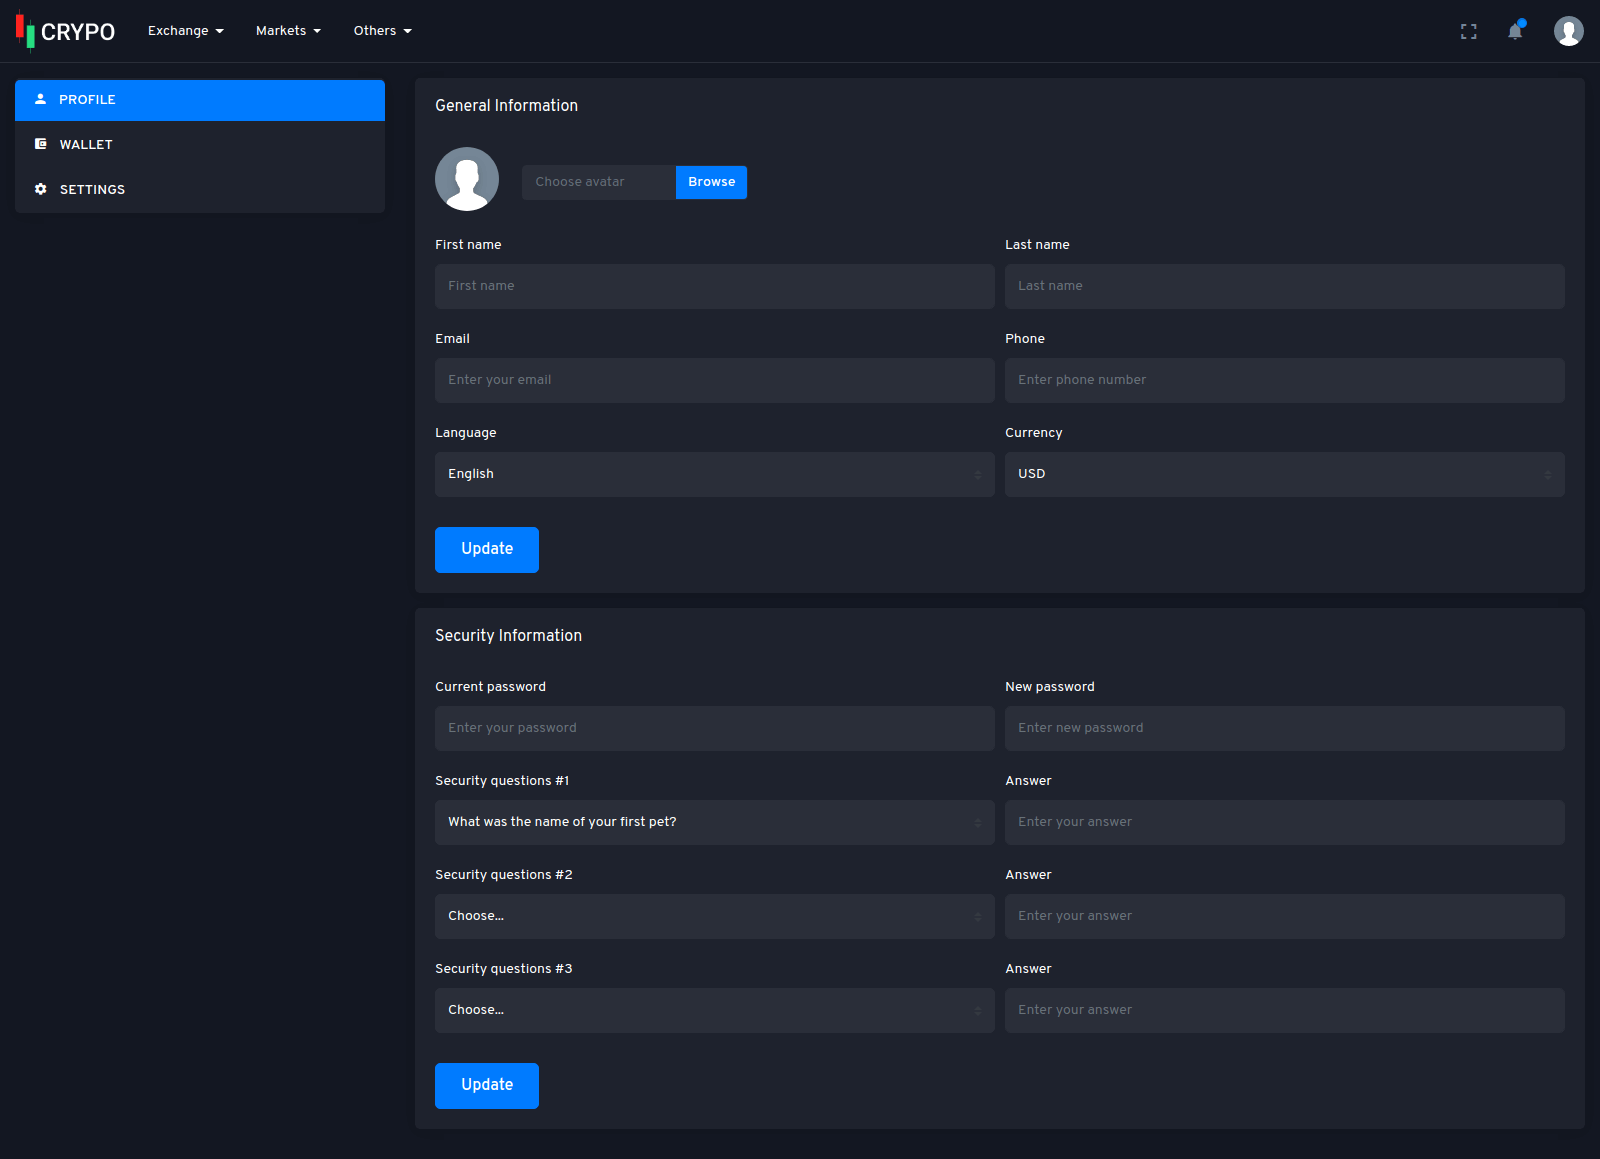 CRYPO Exchange Markets Others
PROFILE
WALLET
SETTINGS
General Information
Choose avatar Browse
First name Last name
First name Last name
Email Phone
Enter your email Enter phone number
Language Currency
English USD
Update
Security Information
Current password New password
Enter your password Enter new password
Security questions #1 Answer
What was the name of your first pet? Enter your answer
Security questions #2 Answer
Choose... Enter your answer
Security questions #3 Answer
Choose... Enter your answer
Update